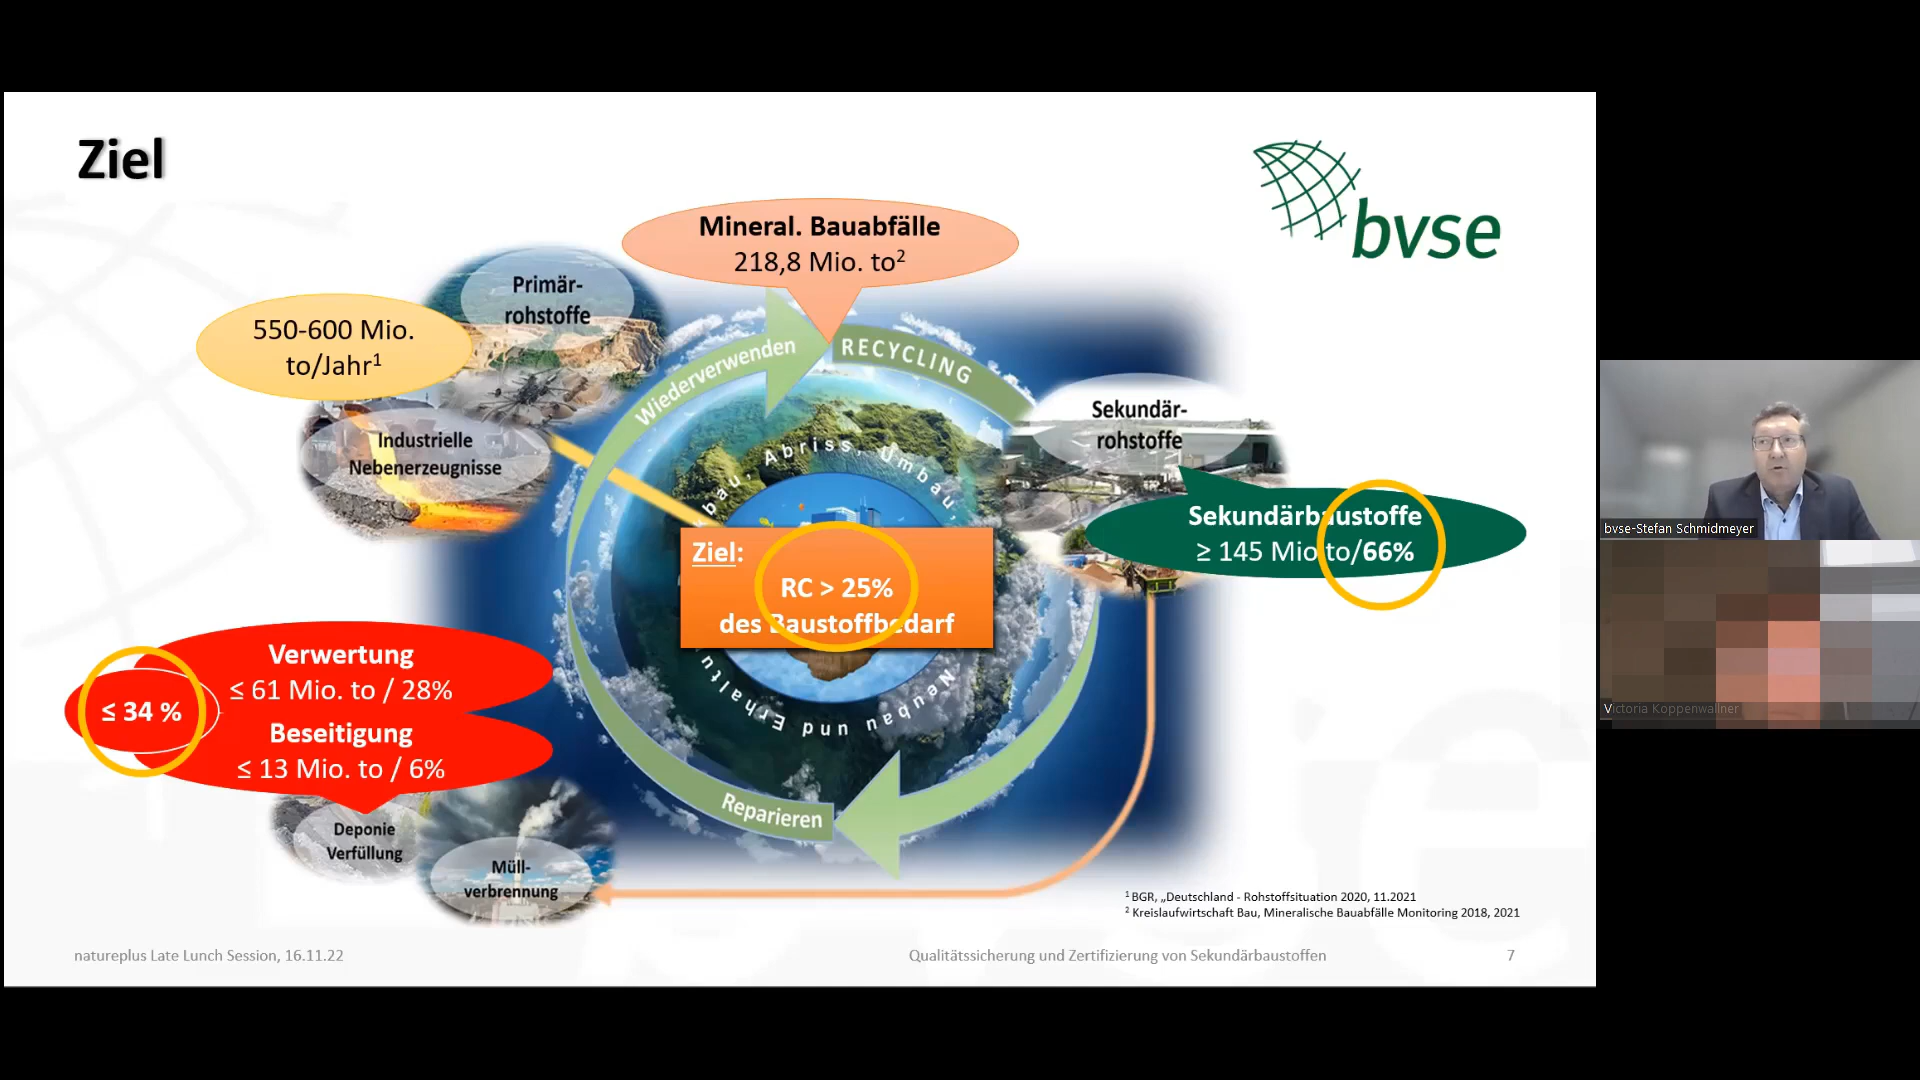 Ziel
bvse
Mineral. Bauabfälle
218,8 Mio. to²
Primär-
rohstoffe
550-600 Mio.
to/Jahr¹
Wiederverwenden
RECYCLING
Sekundär-
rohstoffe
Industrielle
Nebenerzeugnisse
kbau, Abriss, Umbau,
Sekundärbaustoffe
≥ 145 Mio to/66%
Ziel:
RC > 25%
des Baustoffbedarf
Neubau und Erhaltu
Verwertung
≤ 61 Mio. to / 28%
≤ 34 %
Beseitigung
≤ 13 Mio. to / 6%
Reparieren
Deponie
Verfüllung
Müll-
verbrennung
¹ BGR, „Deutschland - Rohstoffsituation 2020, 11.2021
² Kreislaufwirtschaft Bau, Mineralische Bauabfälle Monitoring 2018, 2021
natureplus Late Lunch Session, 16.11.22
Qualitätssicherung und Zertifizierung von Sekundärbaustoffen
7
bvse-Stefan Schmidmeyer
Victoria Koppenwallner